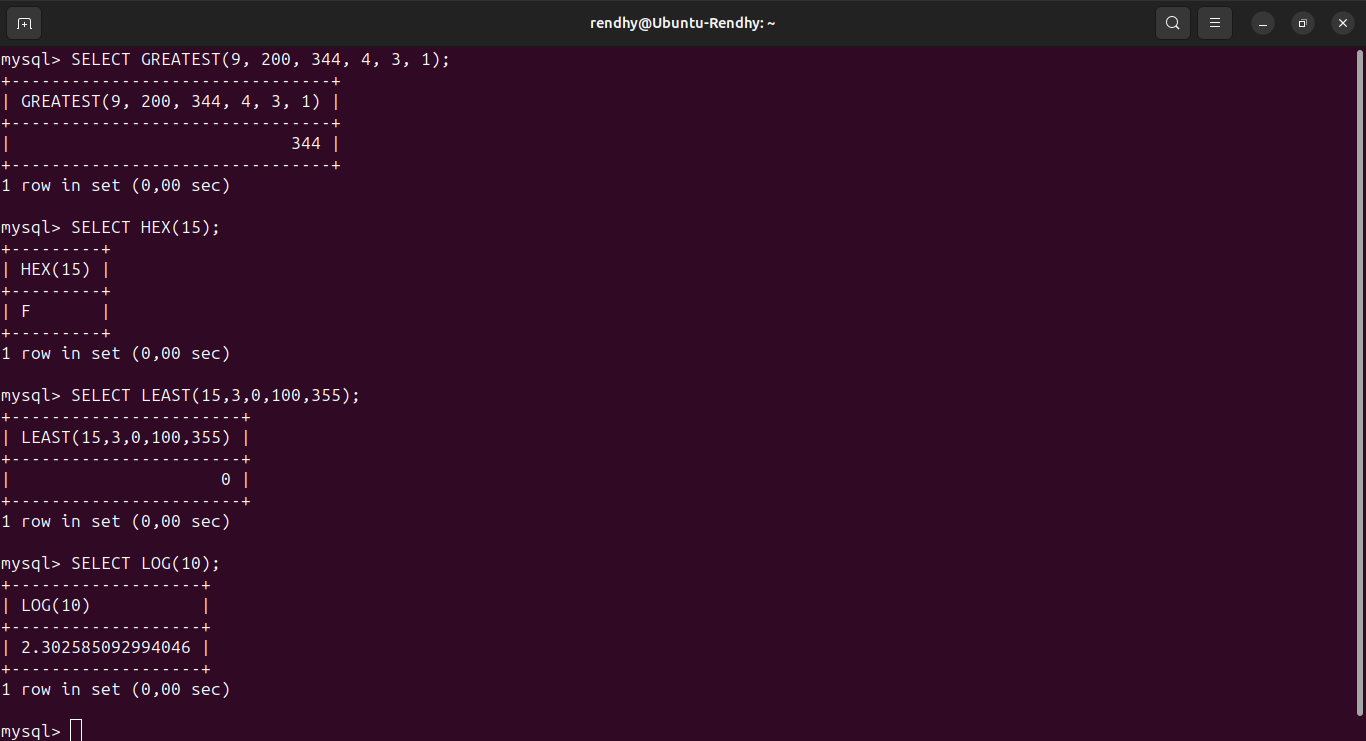 rendhy@Ubuntu-Rendhy: ~
mysql> SELECT GREATEST(9, 200, 344, 4, 3, 1);
+--------------------------------+
| GREATEST(9, 200, 344, 4, 3, 1) |
+--------------------------------+
|                            344 |
+--------------------------------+
1 row in set (0,00 sec)

mysql> SELECT HEX(15);
+---------+
| HEX(15) |
+---------+
| F       |
+---------+
1 row in set (0,00 sec)

mysql> SELECT LEAST(15,3,0,100,355);
+-----------------------+
| LEAST(15,3,0,100,355) |
+-----------------------+
|                     0 |
+-----------------------+
1 row in set (0,00 sec)

mysql> SELECT LOG(10);
+-------------------+
| LOG(10)           |
+-------------------+
| 2.302585092994046 |
+-------------------+
1 row in set (0,00 sec)

mysql>